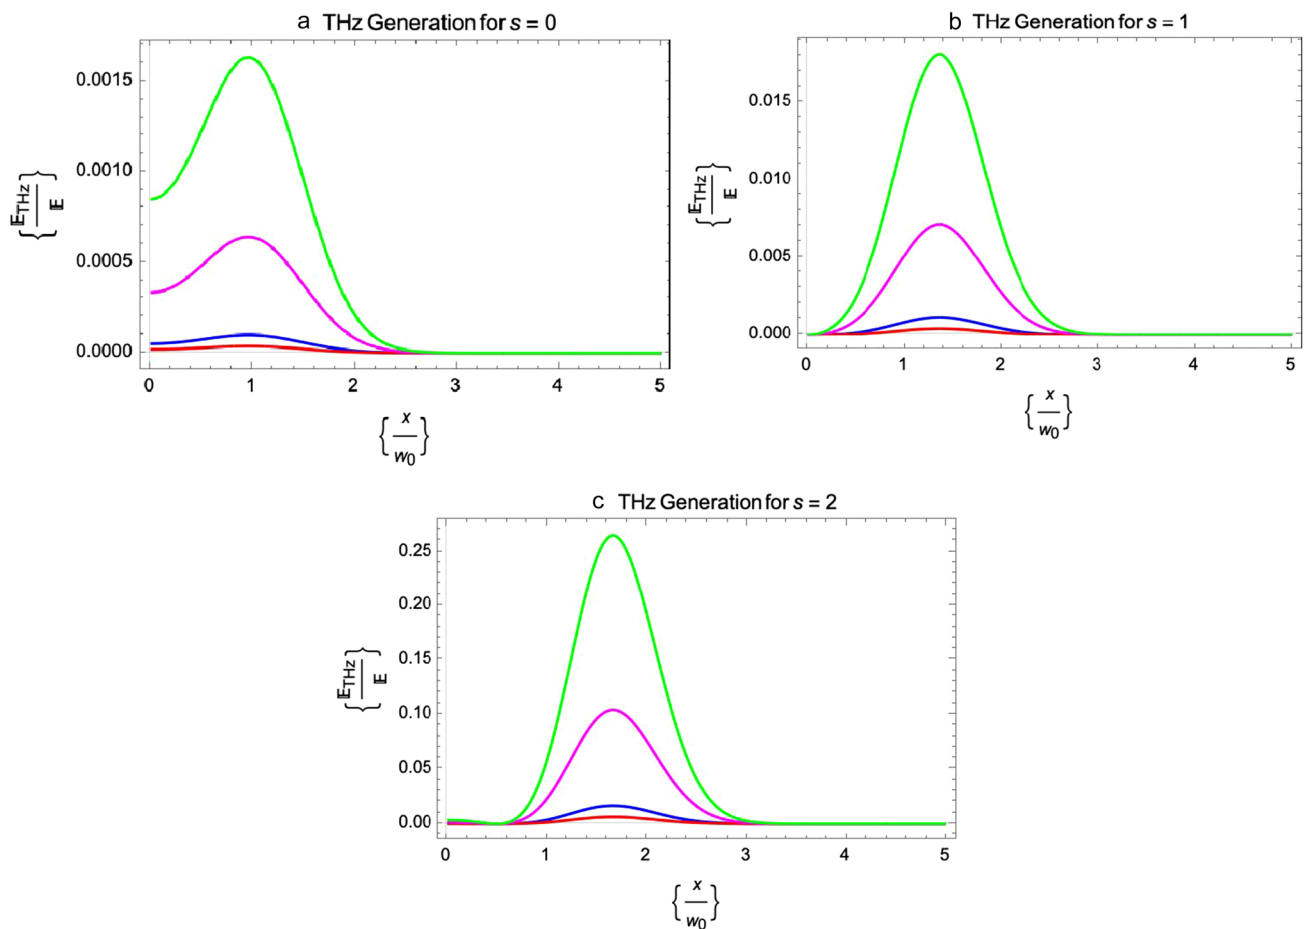 a THz Generation for s = 0
0.0015
0.0010
0.0005
0.0000
{E_THz / E}
0 1 2 3 4 5
{x / w_0}
b THz Generation for s = 1
0.015
0.010
0.005
0.000
{E_THz / E}
0 1 2 3 4 5
{x / w_0}
c THz Generation for s = 2
0.25
0.20
0.15
0.10
0.05
0.00
{E_THz / E}
0 1 2 3 4 5
{x / w_0}